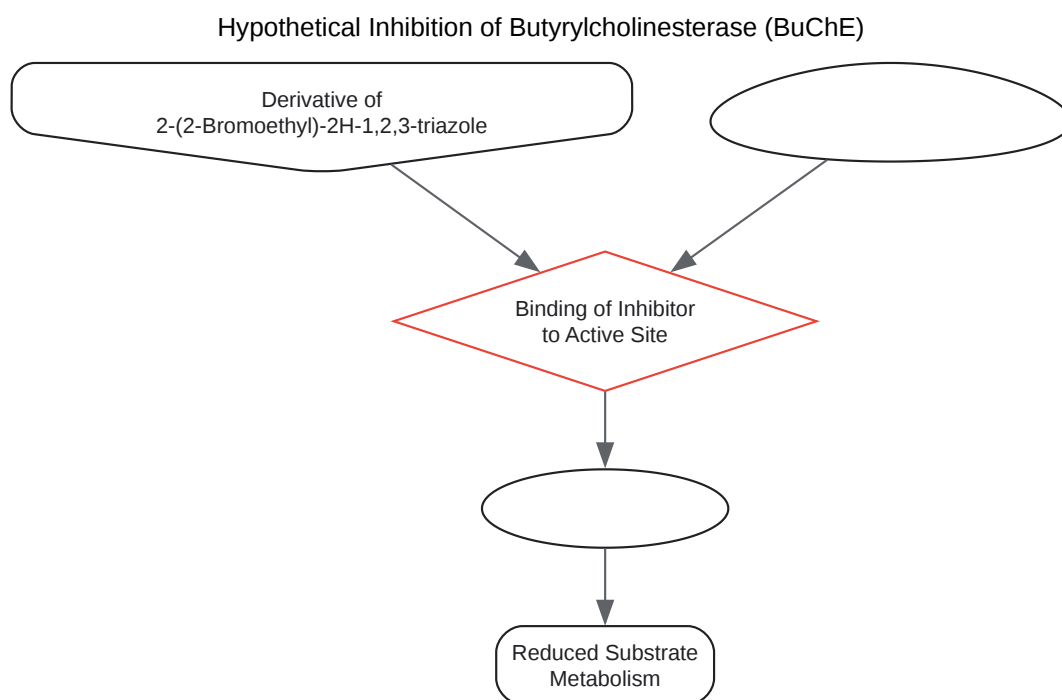 Hypothetical Inhibition of Butyrylcholinesterase (BuChE)
Derivative of
2-(2-Bromoethyl)-2H-1,2,3-triazole
Binding of Inhibitor
to Active Site
Reduced Substrate
Metabolism